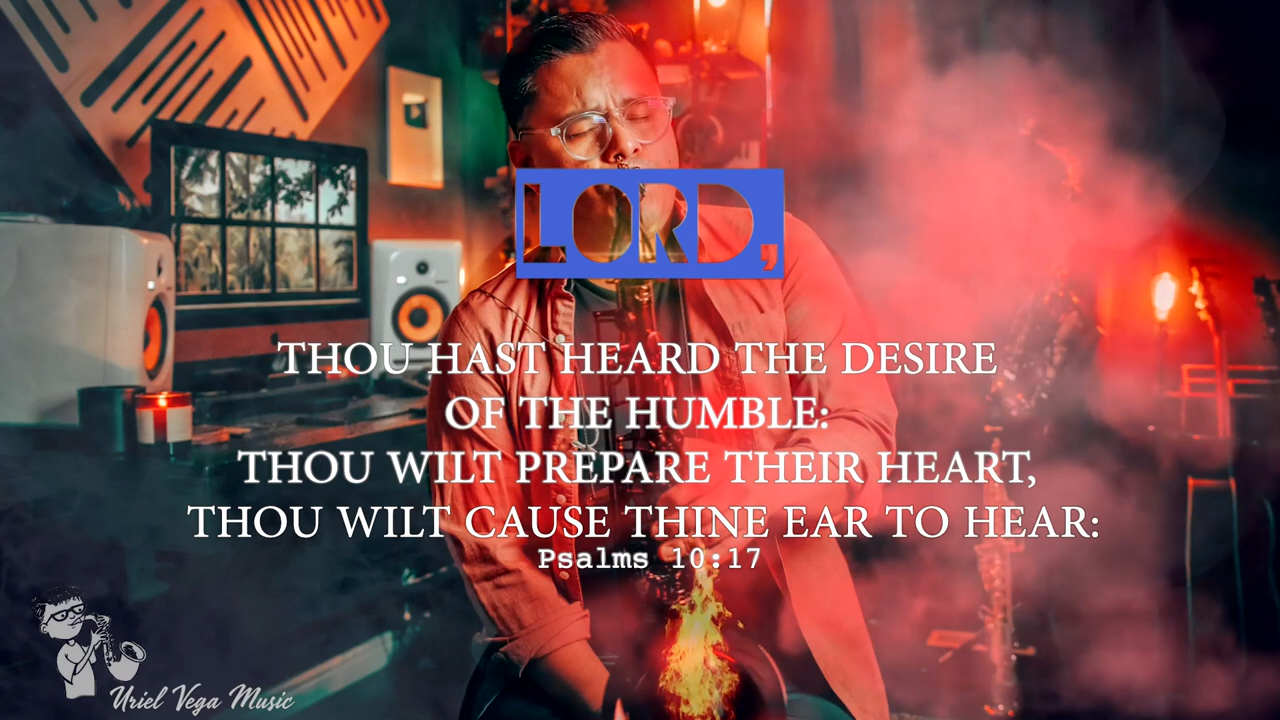 LORD,
THOU HAST HEARD THE DESIRE
OF THE HUMBLE:
THOU WILT PREPARE THEIR HEART,
THOU WILT CAUSE THINE EAR TO HEAR:
Psalms 10:17
Uriel Vega Music